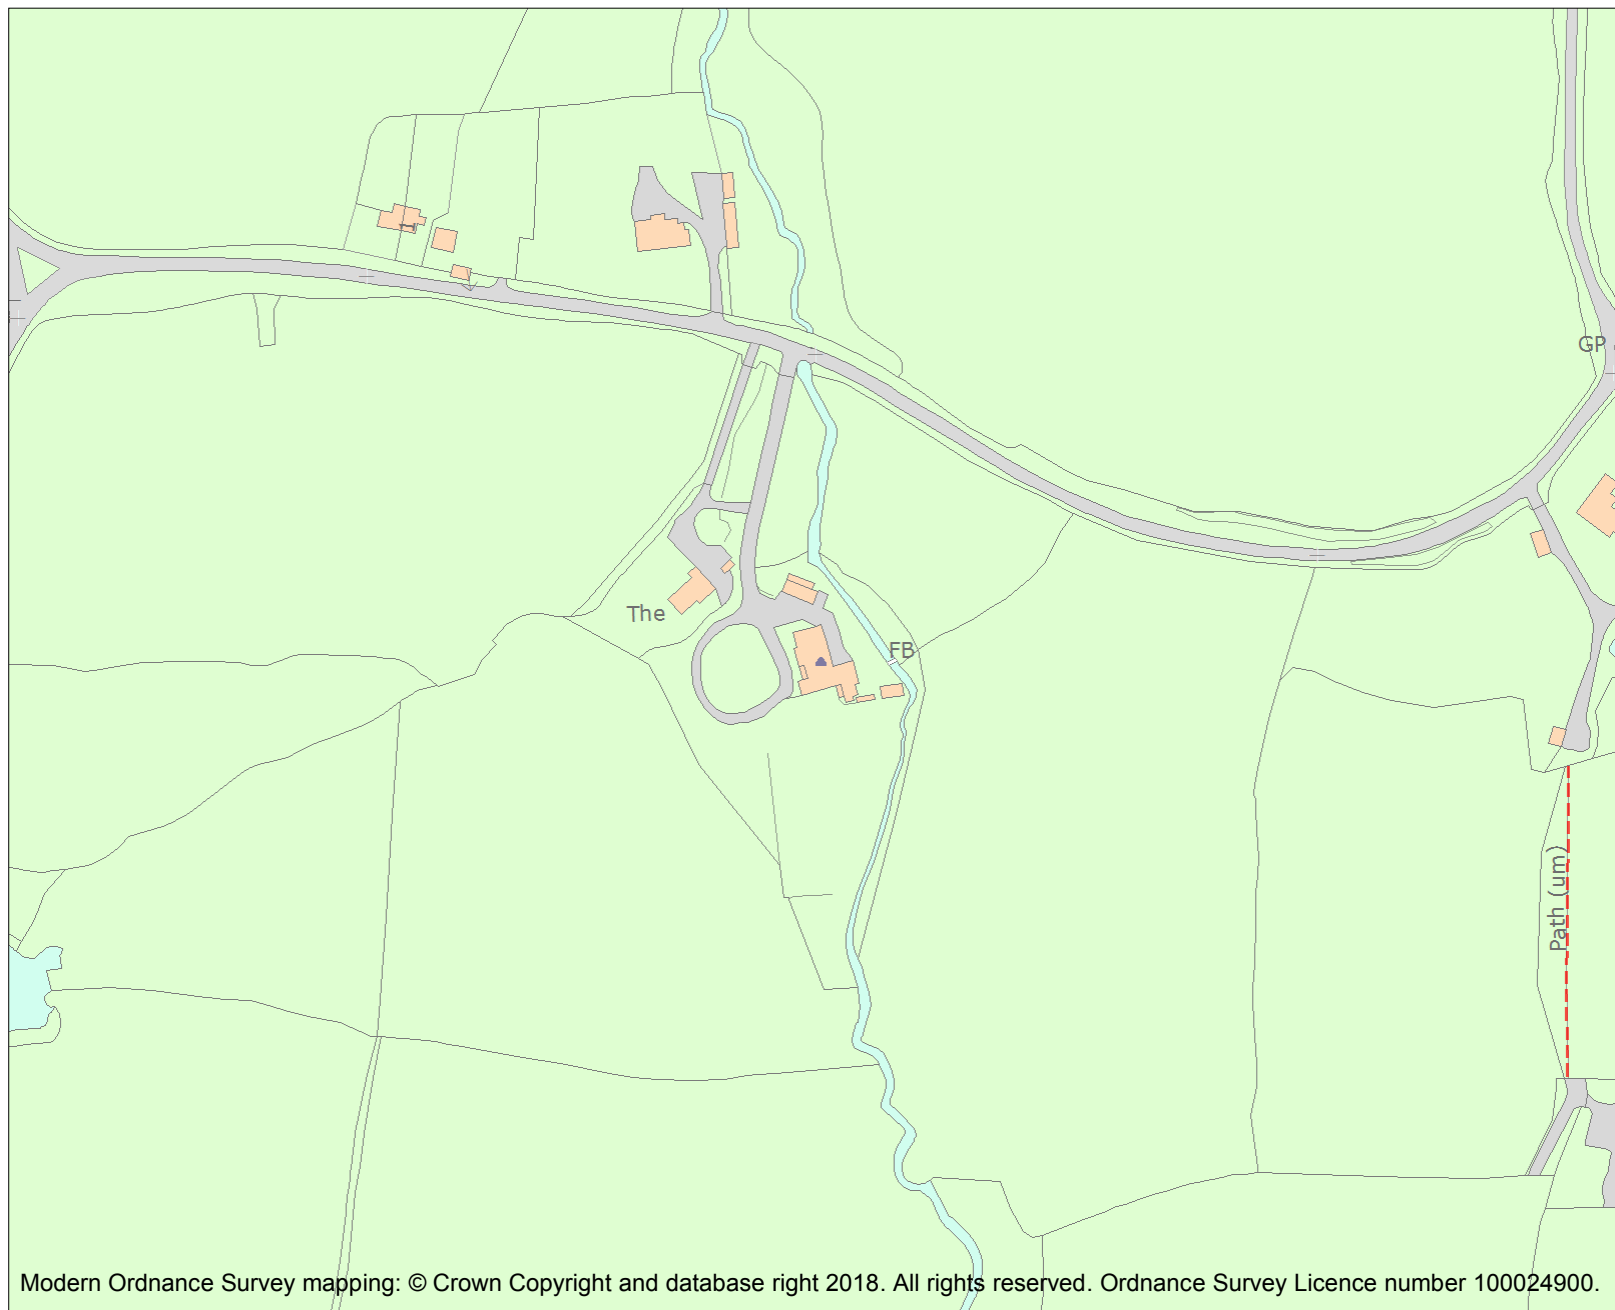 GP
The
FB
Path (um)
Modern Ordnance Survey mapping: © Crown Copyright and database right 2018. All rights reserved. Ordnance Survey Licence number 100024900.